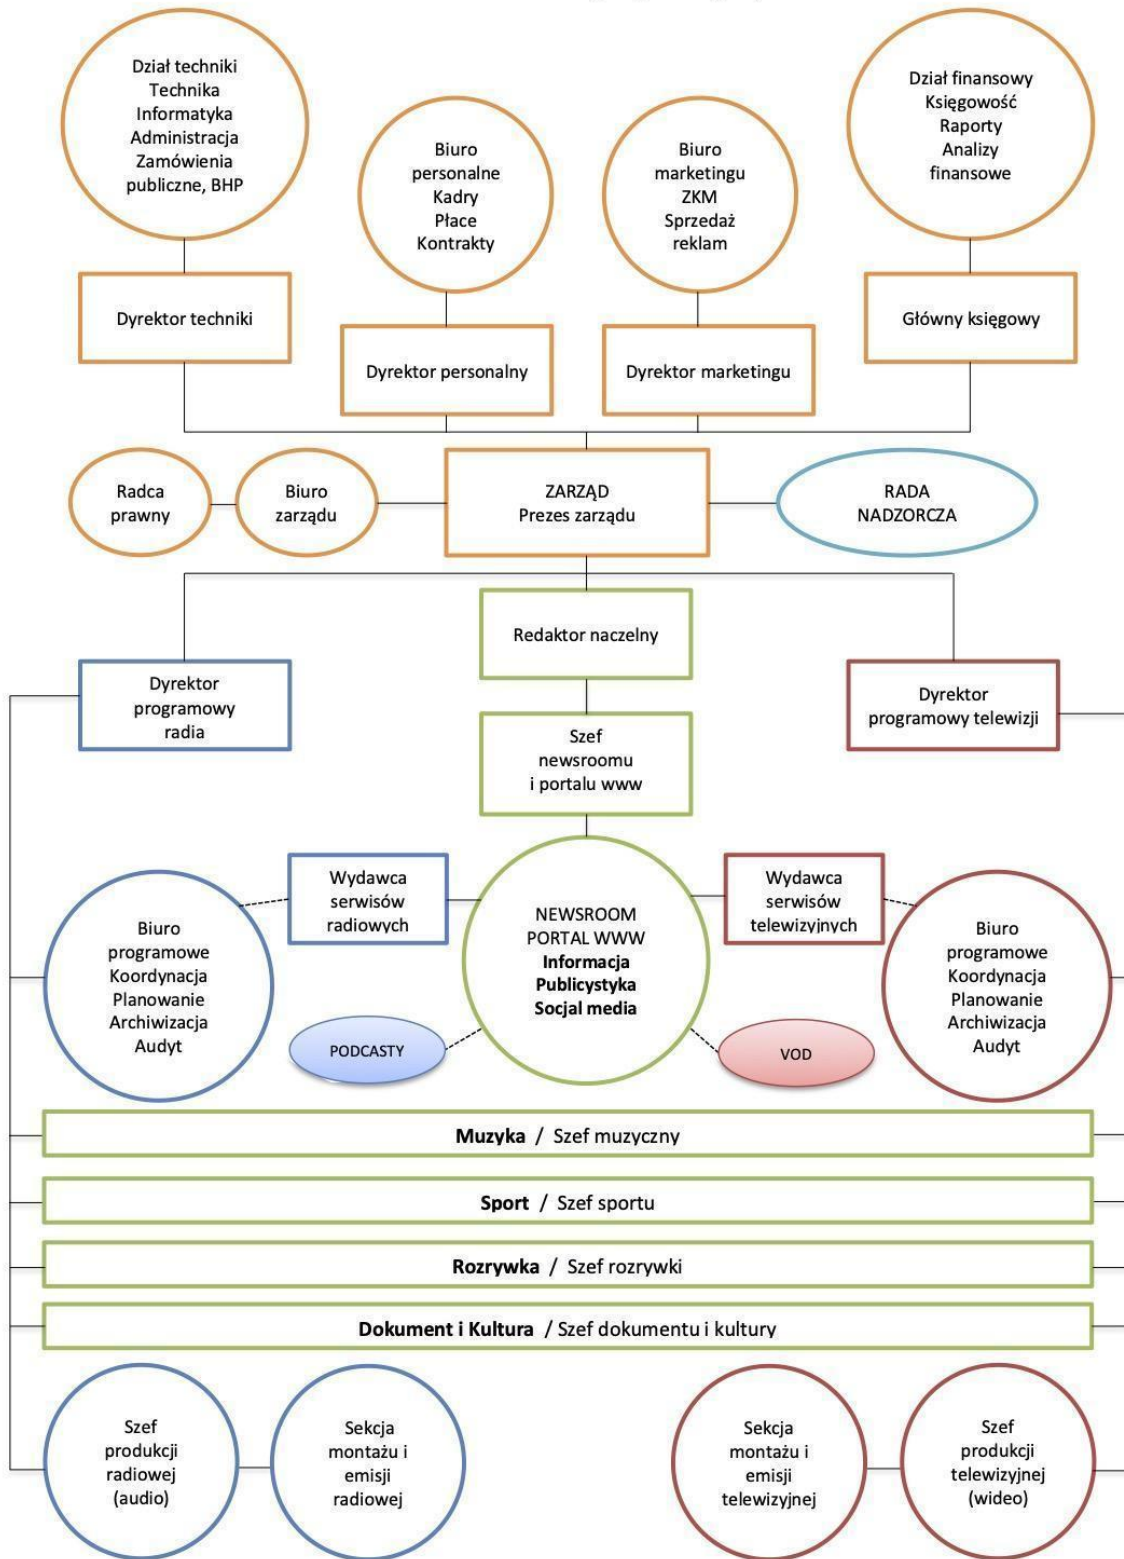 Dział techniki
Technika
Informatyka
Administracja
Zamówienia
publiczne, BHP
Biuro
personalne
Kadry
Płace
Kontrakty
Biuro
marketingu
ZKM
Sprzedaż
reklam
Dział finansowy
Księgowość
Raporty
Analizy
finansowe
Dyrektor techniki
Dyrektor personalny
Dyrektor marketingu
Główny księgowy
Radca
prawny
Biuro
zarządu
ZARZĄD
Prezes zarządu
RADA
NADZORCZA
Redaktor naczelny
Dyrektor
programowy
radia
Dyrektor
programowy telewizji
Szef
newsroomu
i portalu www
Wydawca
serwisów
radiowych
Wydawca
serwisów
telewizyjnych
Biuro
programowe
Koordynacja
Planowanie
Archiwizacja
Audyt
NEWSROOM
PORTAL WWW
Informacja
Publicystyka
Social media
Biuro
programowe
Koordynacja
Planowanie
Archiwizacja
Audyt
PODCASTY
VOD
Muzyka / Szef muzyczny
Sport / Szef sportu
Rozrywka / Szef rozrywki
Dokument i Kultura / Szef dokumentu i kultury
Szef
produkcji
radiowej
(audio)
Sekcja
montażu i
emisji
radiowej
Sekcja
montażu i
emisji
telewizyjnej
Szef
produkcji
telewizyjnej
(wideo)